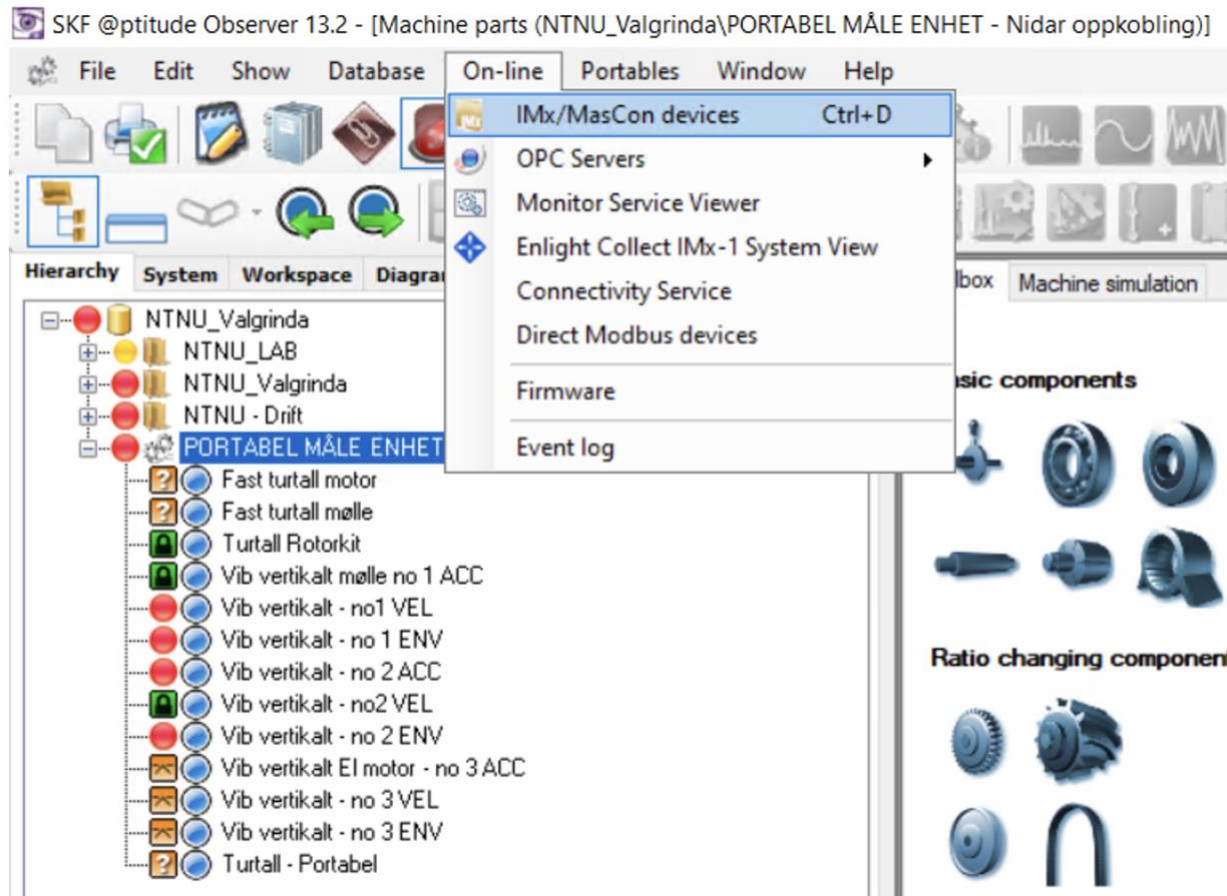 SKF @ptitude Observer 13.2 - [Machine parts (NTNU_Valgrinda\PORTABEL MÅLE ENHET - Nidar oppkobling)]
File Edit Show Database On-line Portables Window Help
IMx/MasCon devices Ctrl+D
OPC Servers
Monitor Service Viewer
Enlight Collect IMx-1 System View
Connectivity Service
Direct Modbus devices
Firmware
Event log
Hierarchy System Workspace
Machine simulation
NTNU_Valgrinda
NTNU_LAB
NTNU_Valgrinda
NTNU - Drift
PORTABEL MÅLE ENHET
Fast turtall motor
Fast turtall mølle
Turtall Rotorkit
Vib vertikalt mølle no 1 ACC
Vib vertikalt - no1 VEL
Vib vertikalt - no 1 ENV
Vib vertikalt - no 2 ACC
Vib vertikalt - no2 VEL
Vib vertikalt - no 2 ENV
Vib vertikalt El motor - no 3 ACC
Vib vertikalt - no 3 VEL
Vib vertikalt - no 3 ENV
Turtall - Portabel
components
Ratio changing